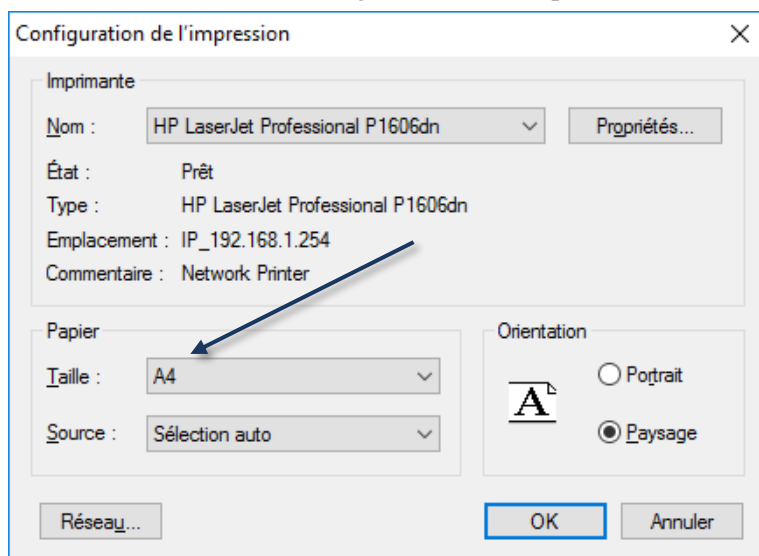 Configuration de l'impression
Imprimante
Nom : HP LaserJet Professional P1606dn Propriétés...
État : Prêt
Type : HP LaserJet Professional P1606dn
Emplacement : IP_192.168.1.254
Commentaire : Network Printer
Papier Orientation
Taille : A4 Portrait
A
Source : Sélection auto Paysage
Réseau... OK Annuler